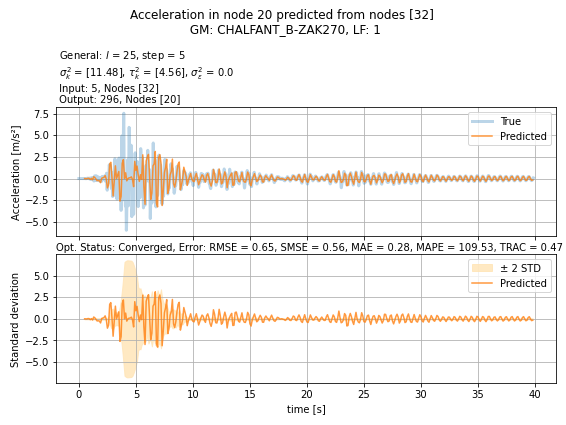 Acceleration in node 20 predicted from nodes [32]
GM: CHALFANT_B-ZAK270, LF: 1
General: l = 25, step = 5
σ²ₖ = [11.48], τ²ₖ = [4.56], σ²ε = 0.0
Input: 5, Nodes [32]
Output: 296, Nodes [20]
Acceleration [m/s²]
7.5
5.0
2.5
0.0
−2.5
−5.0
True
Predicted
Opt. Status: Converged, Error: RMSE = 0.65, SMSE = 0.56, MAE = 0.28, MAPE = 109.53, TRAC = 0.47
Standard deviation
5.0
2.5
0.0
−2.5
−5.0
± 2 STD
Predicted
0 5 10 15 20 25 30 35 40
time [s]